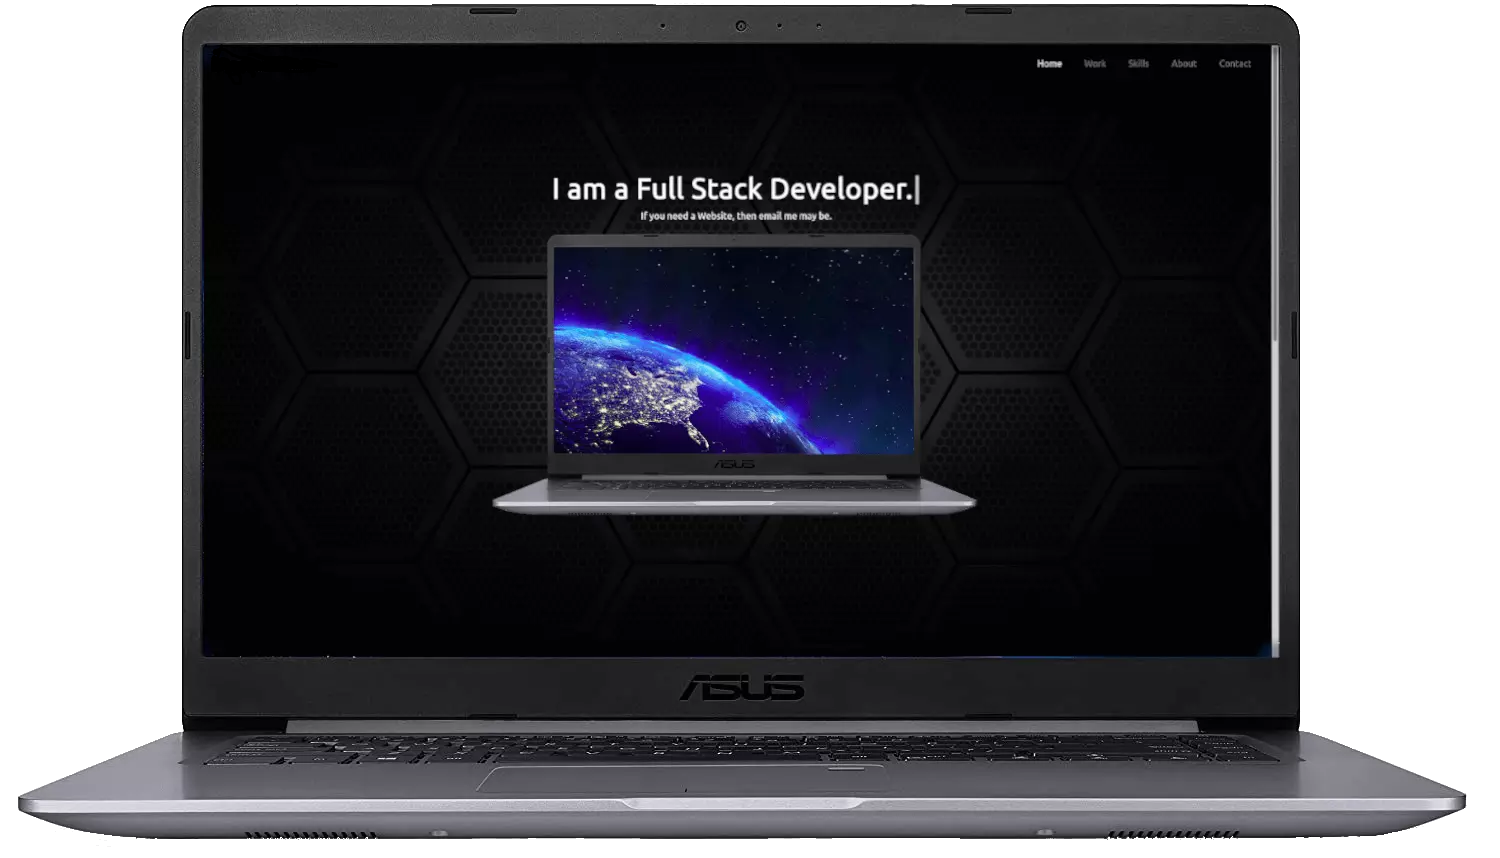 Home Work Skills About Contact
I am a Full Stack Developer.
If you need a Website, then email me may be.
ASUS
ASUS